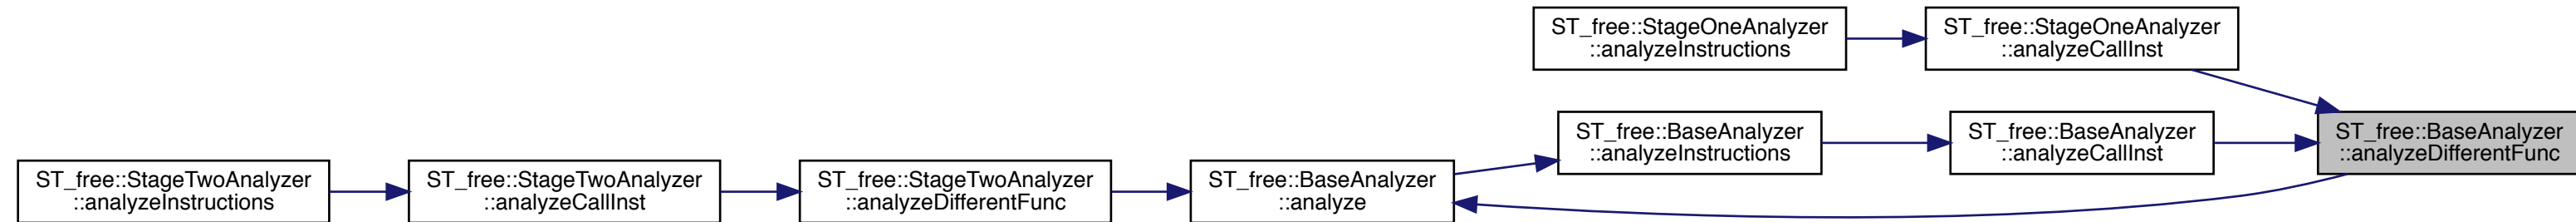 ST_free::StageOneAnalyzer
::analyzeInstructions
ST_free::StageOneAnalyzer
::analyzeCallInst
ST_free::BaseAnalyzer
::analyzeInstructions
ST_free::BaseAnalyzer
::analyzeCallInst
ST_free::BaseAnalyzer
::analyzeDifferentFunc
ST_free::StageTwoAnalyzer
::analyzeInstructions
ST_free::StageTwoAnalyzer
::analyzeCallInst
ST_free::StageTwoAnalyzer
::analyzeDifferentFunc
ST_free::BaseAnalyzer
::analyze